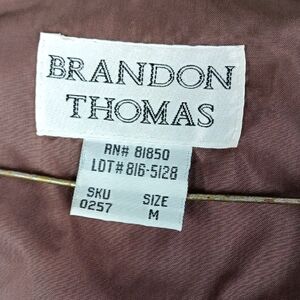 BRANDON
THOMAS
RN# 81850
LOT# 816-5128
SKU SIZE
0257 M